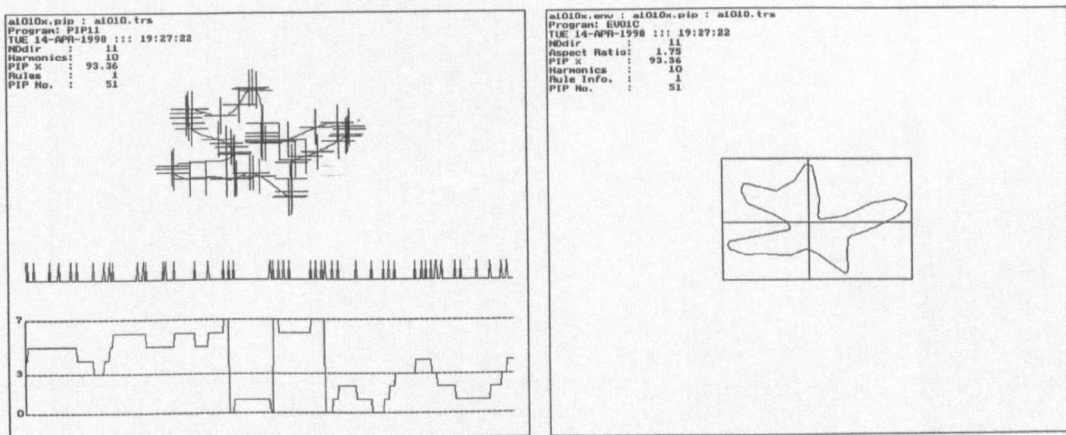 al010x.pip : al010.trs
Program: PIP11
TUE 14-APR-1998 ::: 19:27:22
NDdir : 11
Harmonics: 10
PIP % : 93.36
Rules : 1
PIP No. : 51
7
3
0
al010x.env : al010x.pip : al010.trs
Program: EVO1C
TUE 14-APR-1998 ::: 19:27:22
NDdir : 11
Aspect Ratio: 1.75
PIP % : 93.36
Harmonics : 10
Rule Info. : 1
PIP No. : 51